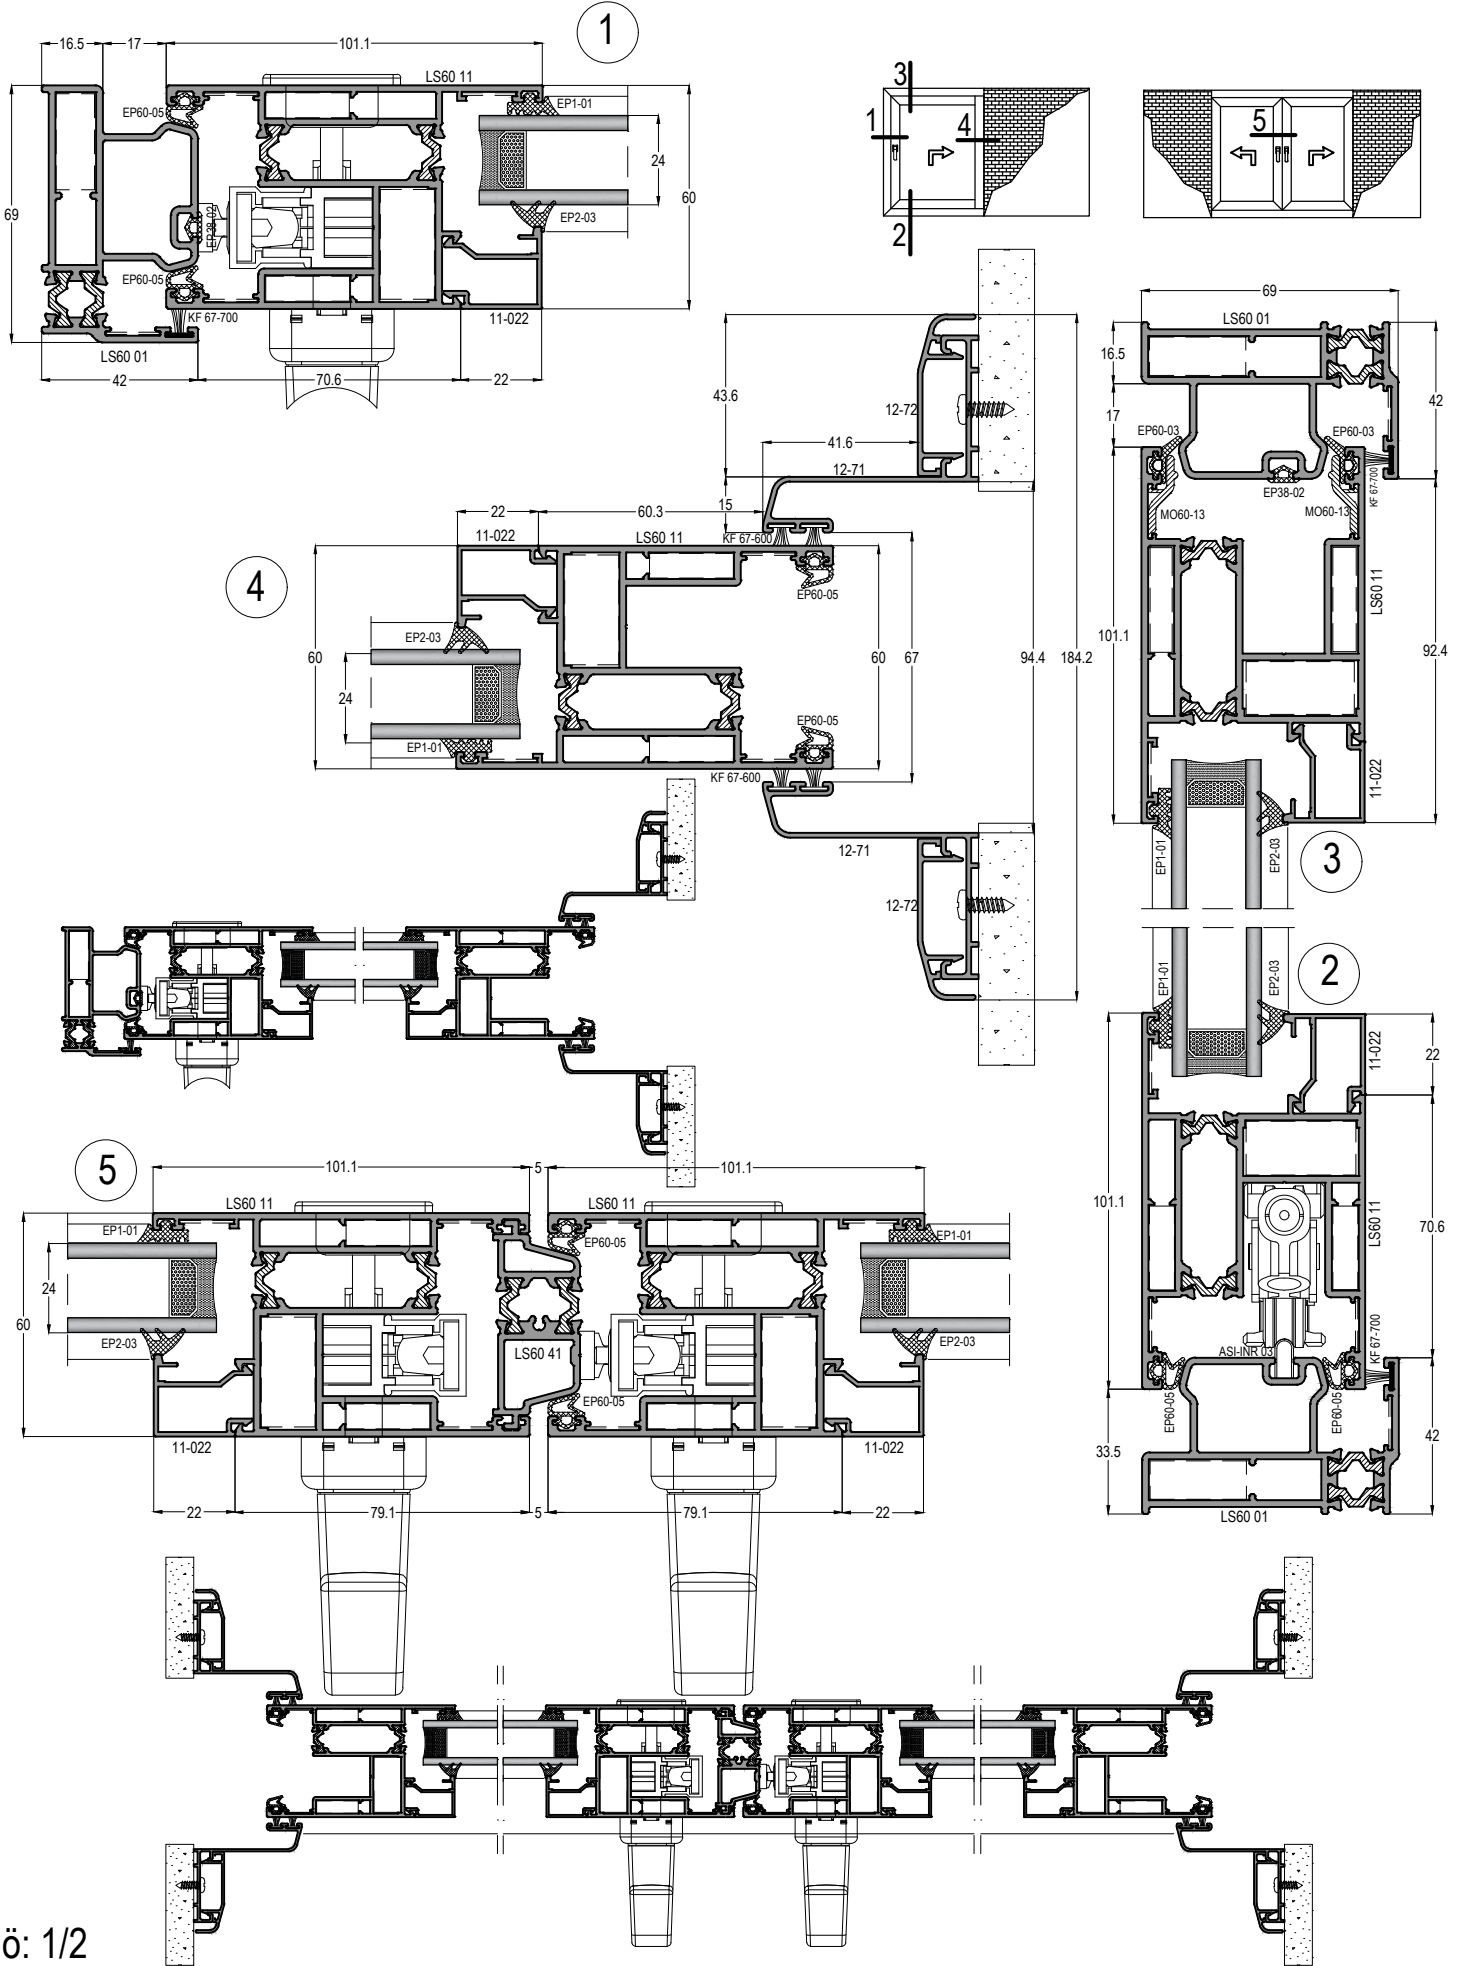 1
16.5
17
101.1
LS60 11
EP60-05
EP1-01
69
24
60
EP38-02
EP2-03
EP60-05
KF 67-700
11-022
LS60 01
42
70.6
22
3
1
4
2
5
69
LS60 01
16.5
17
42
EP60-03
EP60-03
EP38-02
KF 67-700
MO60-13
MO60-13
LS60 11
101.1
92.4
11-022
EP1-01
EP2-03
3
43.6
12-72
41.6
12-71
15
22
60.3
11-022
LS60 11
KF 67-600
4
EP60-05
EP2-03
60
60
67
94.4
184.2
24
EP60-05
EP1-01
KF 67-600
12-71
12-72
2
EP1-01
EP2-03
11-022
22
101.1
LS60 11
70.6
KF 67-700
ASI-INR 03
EP60-05
EP60-05
33.5
42
LS60 01
5
101.1
5
101.1
LS60 11
LS60 11
EP1-01
EP60-05
EP1-01
24
60
EP2-03
LS60 41
EP2-03
EP60-05
11-022
11-022
22
79.1
5
79.1
22
ö: 1/2